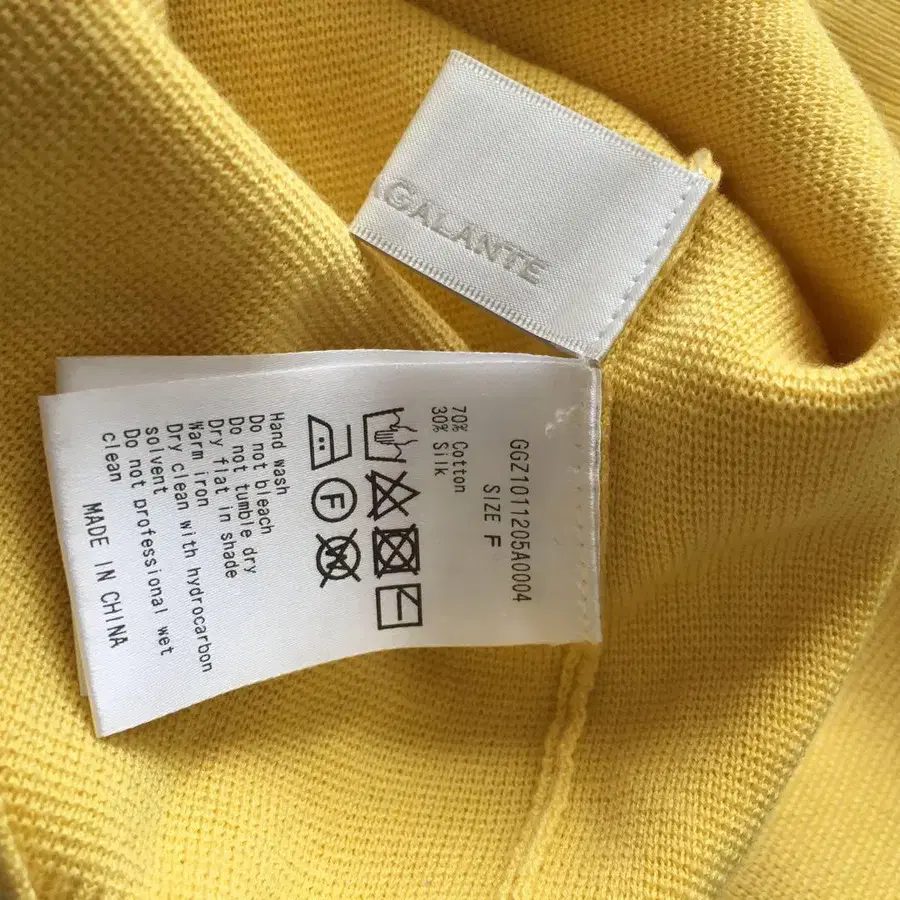 .GALANTE
GGZ1011205A0004
SIZE F
70% Cotton
30% Silk
Hand wash
Do not bleach
Do not tumble dry
Dry flat in shade
Warm iron
Dry clean with hydrocarbon
solvent
Do not professional wet
clean
MADE IN CHINA
F
W